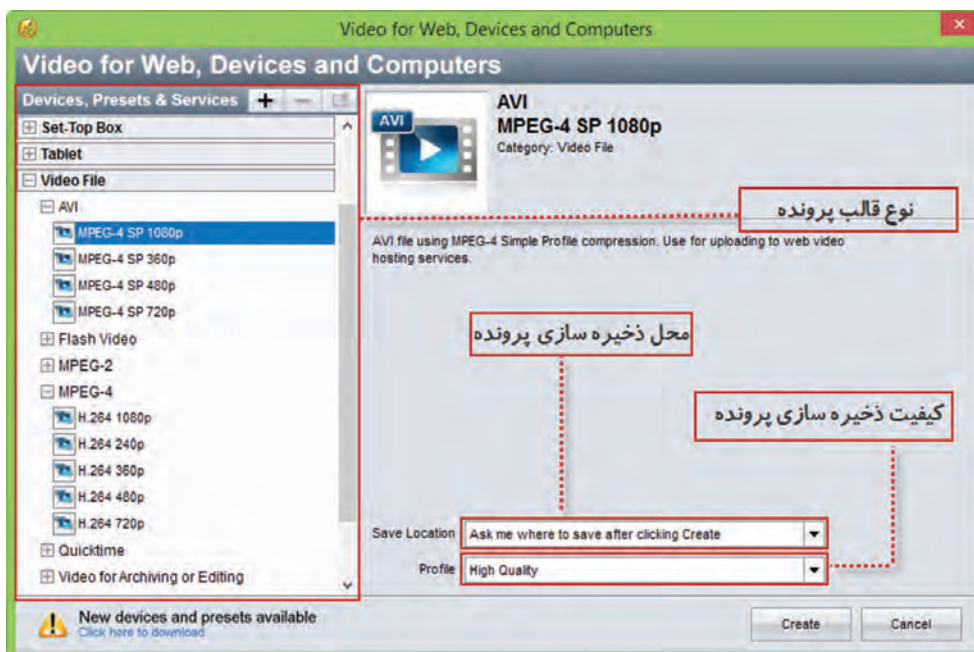 Video for Web, Devices and Computers
Video for Web, Devices and Computers
Devices, Presets & Services
Set-Top Box
Tablet
Video File
AVI
MPEG-4 SP 1080p
MPEG-4 SP 360p
MPEG-4 SP 480p
MPEG-4 SP 720p
Flash Video
MPEG-2
MPEG-4
H.264 1080p
H.264 240p
H.264 360p
H.264 480p
H.264 720p
Quicktime
Video for Archiving or Editing
AVI
AVI
MPEG-4 SP 1080p
Category: Video File
نوع قالب پرونده
AVI file using MPEG-4 Simple Profile compression. Use for uploading to web video
hosting services.
محل ذخیره سازی پرونده
کیفیت ذخیره سازی پرونده
Save Location Ask me where to save after clicking Create
Profile High Quality
New devices and presets available
Click here to download
Create Cancel